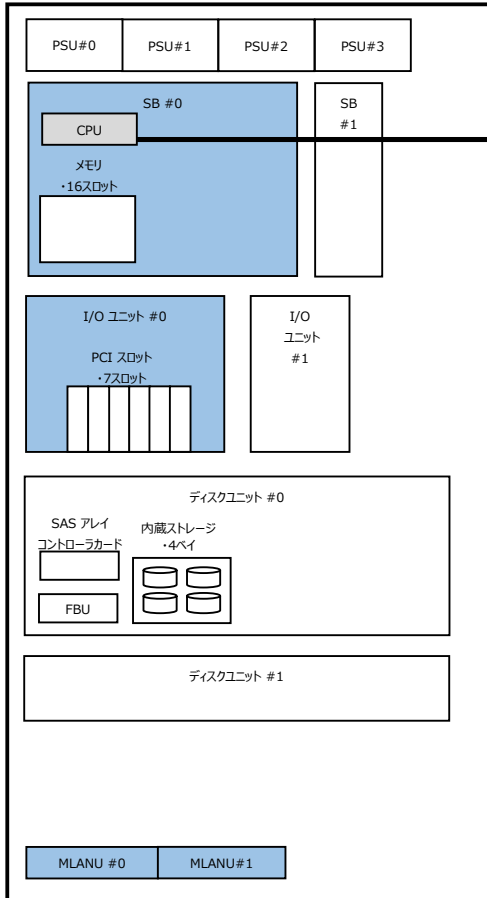 PSU#0
PSU#1
PSU#2
PSU#3
SB #0
CPU
メモリ
・16スロット
SB
#1
I/O ユニット #0
PCI スロット
・7スロット
I/O
ユニット
#1
ディスクユニット #0
SAS アレイ
コントローラカード
FBU
内蔵ストレージ
・4ベイ
ディスクユニット #1
MLANU #0
MLANU#1